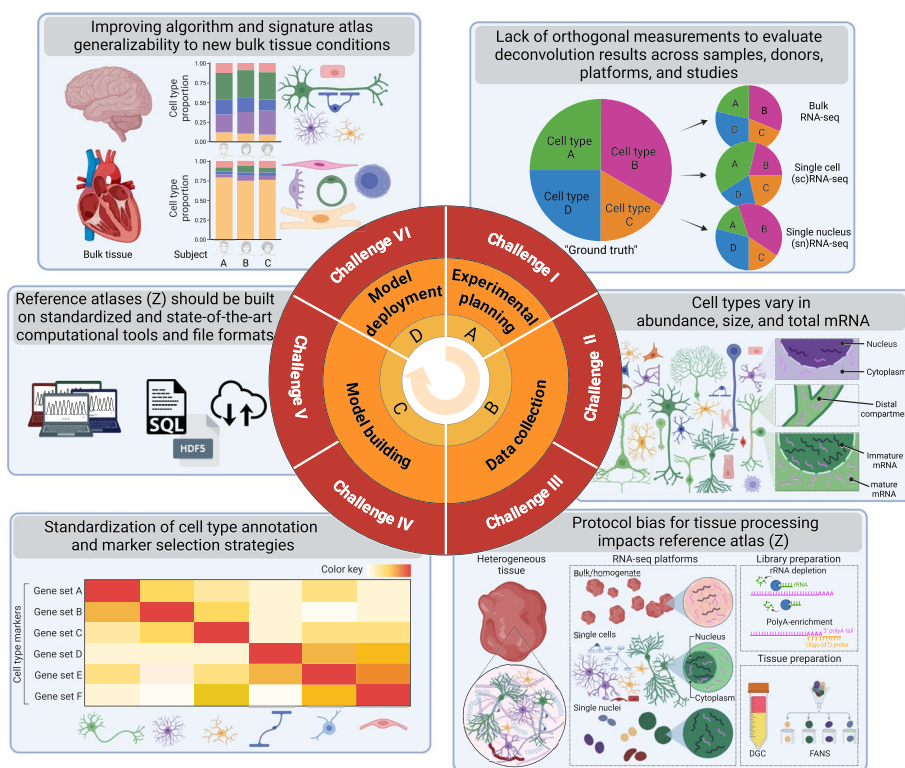 Improving algorithm and signature atlas
generalizability to new bulk tissue conditions
Cell type
proportion
1.00
0.75
0.50
0.25
0.00
Cell type
proportion
1.00
0.75
0.50
0.25
0.00
Bulk tissue
Subject
A B C
Lack of orthogonal measurements to evaluate
deconvolution results across samples, donors,
platforms, and studies
Cell type
A
Cell type
B
Cell type
D
Cell type
C
"Ground truth"
A
B
C
D
Bulk
RNA-seq
A
B
C
D
Single cell
(sc)RNA-seq
A
B
C
D
Single nucleus
(sn)RNA-seq
Reference atlases (Z) should be built
on standardized and state-of-the-art
computational tools and file formats
SQL
HDF5
Challenge VI
Challenge I
Challenge II
Challenge III
Challenge IV
Challenge V
Model
deployment
Experimental
planning
Data collection
Model building
D
A
B
C
Cell types vary in
abundance, size, and total mRNA
Nucleus
Cytoplasm
Distal
compartme
Immature
mRNA
mature
mRNA
Standardization of cell type annotation
and marker selection strategies
Color key
Cell type markers
Gene set A
Gene set B
Gene set C
Gene set D
Gene set E
Gene set F
Protocol bias for tissue processing
impacts reference atlas (Z)
Heterogeneous
tissue
RNA-seq platforms
Bulk/homogenate
Single cells
Nucleus
Cytoplasm
Single nuclei
Library preparation
rRNA depletion
rRNA
AAAA
PolyA-enrichment
3' polyA tail
Oligo (dT) probe
Tissue preparation
DGC
FANS